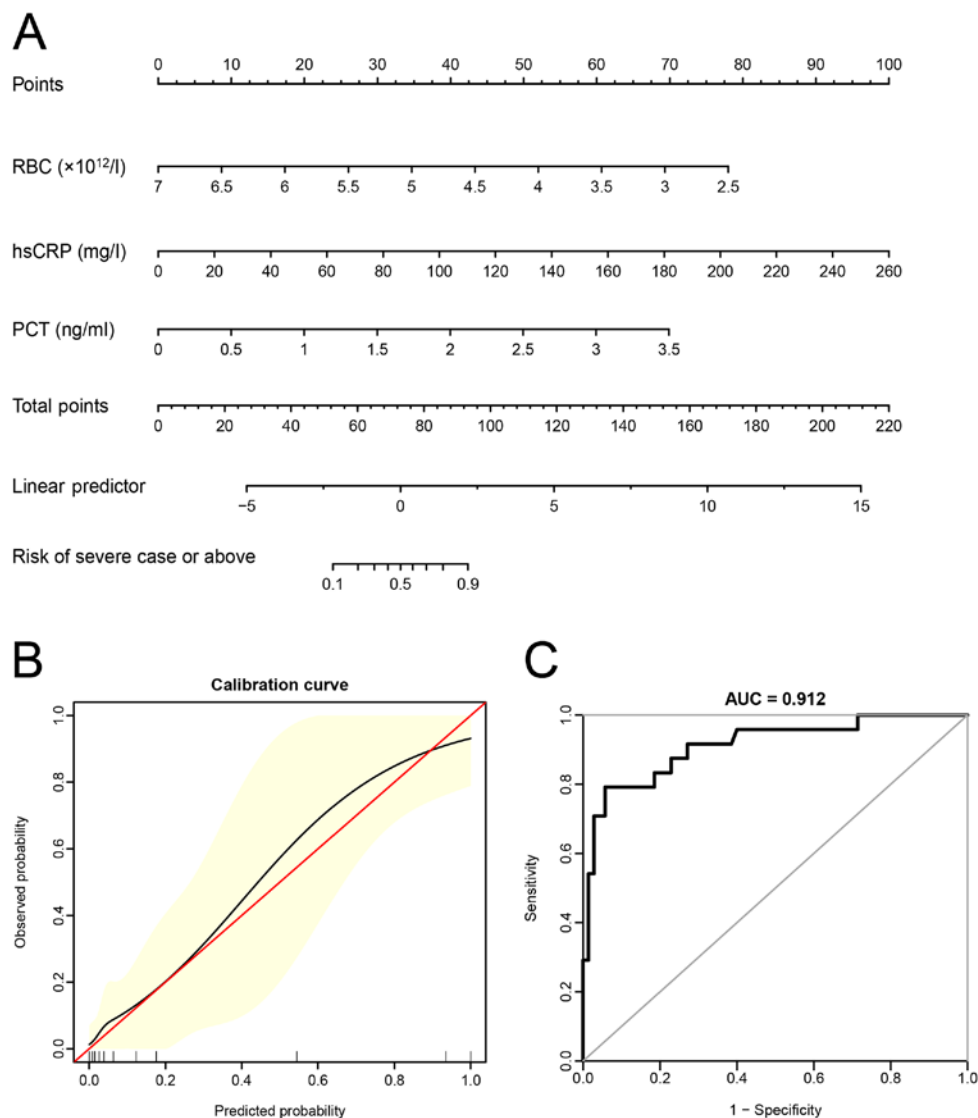 A
0 10 20 30 40 50 60 70 80 90 100
Points
RBC (×10¹²/l)
7 6.5 6 5.5 5 4.5 4 3.5 3 2.5
hsCRP (mg/l)
0 20 40 60 80 100 120 140 160 180 200 220 240 260
PCT (ng/ml)
0 0.5 1 1.5 2 2.5 3 3.5
Total points
0 20 40 60 80 100 120 140 160 180 200 220
Linear predictor
−5 0 5 10 15
Risk of severe case or above
0.1 0.5 0.9
B
Calibration curve
Observed probability
1.0
0.8
0.6
0.4
0.2
0.0
0.0 0.2 0.4 0.6 0.8 1.0
Predicted probability
C
AUC = 0.912
Sensitivity
1.0
0.8
0.6
0.4
0.2
0.0
0.0 0.2 0.4 0.6 0.8 1.0
1 − Specificity